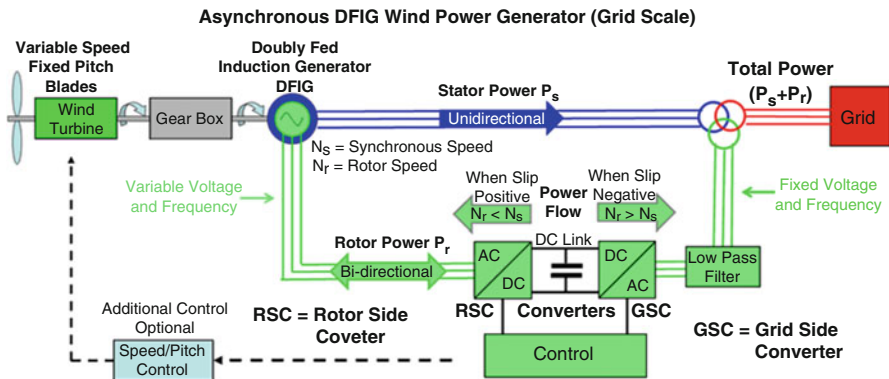 Asynchronous DFIG Wind Power Generator (Grid Scale)
Variable Speed
Fixed Pitch
Blades
Wind
Turbine
Gear Box
Doubly Fed
Induction Generator
DFIG
Stator Power Ps
Unidirectional
Total Power
(Ps+Pr)
Grid
Ns = Synchronous Speed
Nr = Rotor Speed
Variable Voltage
and Frequency
When Slip
Positive
Nr < Ns
Power
Flow
When Slip
Negative
Nr > Ns
Fixed Voltage
and Frequency
Rotor Power Pr
Bi-directional
AC
DC
DC Link
DC
AC
Low Pass
Filter
RSC
Converters
GSC
RSC = Rotor Side
Coveter
GSC = Grid Side
Converter
Additional Control
Optional
Speed/Pitch
Control
Control